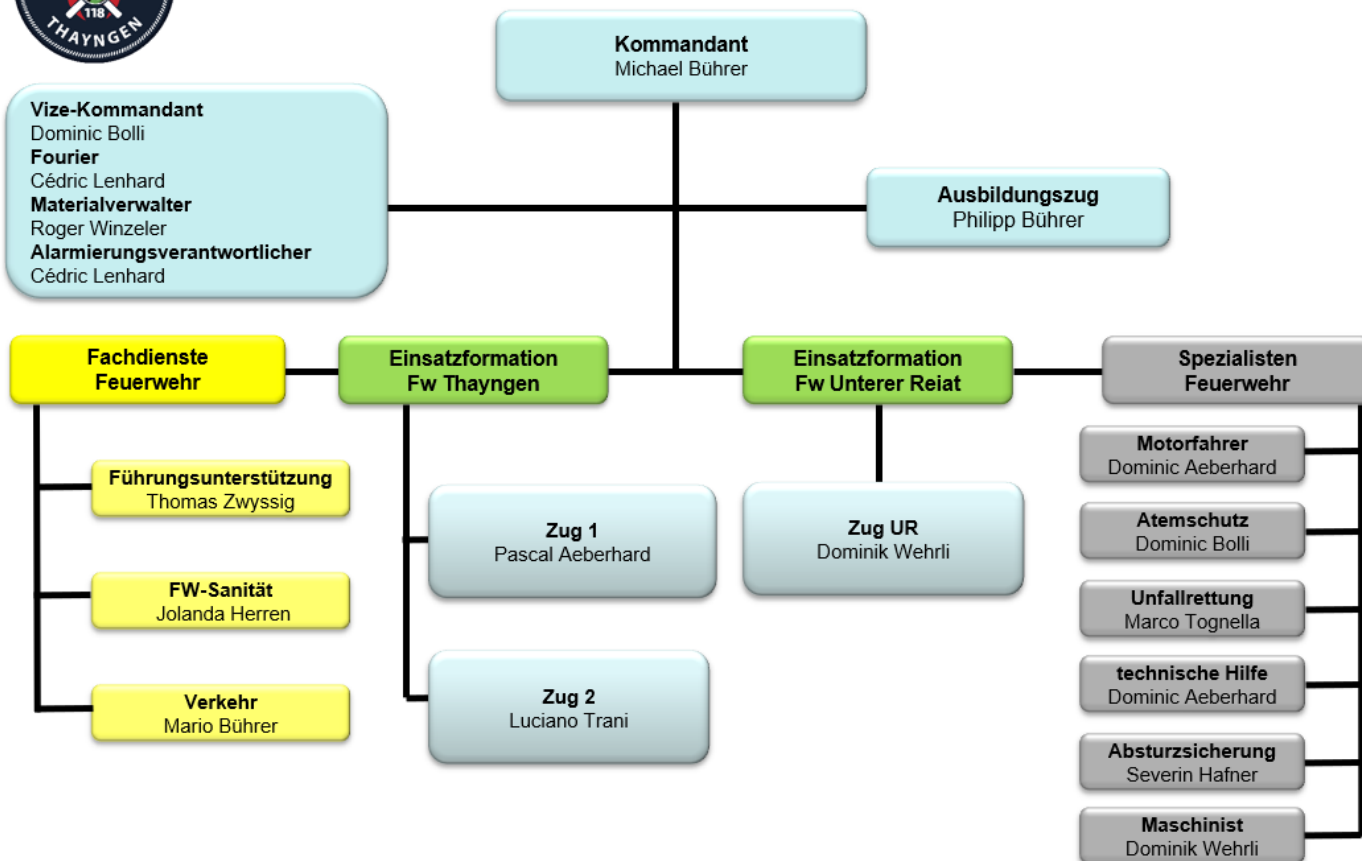 118
THAYNGEN
Kommandant
Michael Bührer
Vize-Kommandant
Dominic Bolli
Fourier
Cédric Lenhard
Materialverwalter
Roger Winzeler
Alarmierungsverantwortlicher
Cédric Lenhard
Ausbildungszug
Philipp Bührer
Fachdienste
Feuerwehr
Einsatzformation
Fw Thayngen
Einsatzformation
Fw Unterer Reiat
Spezialisten
Feuerwehr
Führungsunterstützung
Thomas Zwyssig
FW-Sanität
Jolanda Herren
Verkehr
Mario Bührer
Zug 1
Pascal Aeberhard
Zug 2
Luciano Trani
Zug UR
Dominik Wehrli
Motorfahrer
Dominic Aeberhard
Atemschutz
Dominic Bolli
Unfallrettung
Marco Tognella
technische Hilfe
Dominic Aeberhard
Absturzsicherung
Severin Hafner
Maschinist
Dominik Wehrli